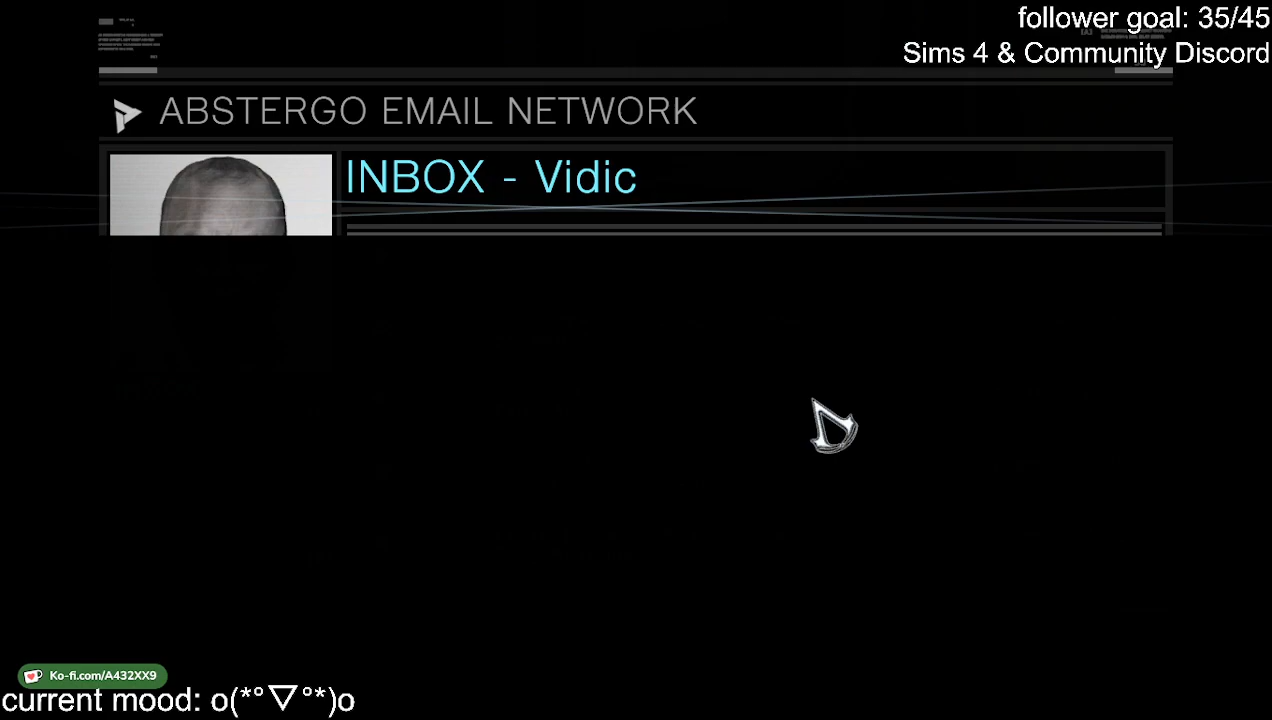 follower goal: 35/45
Sims 4 & Community Discord
ABSTERGO EMAIL NETWORK
INBOX - Vidic
Ko-fi.com/A432XX9
current mood: o(*°▽°*)o